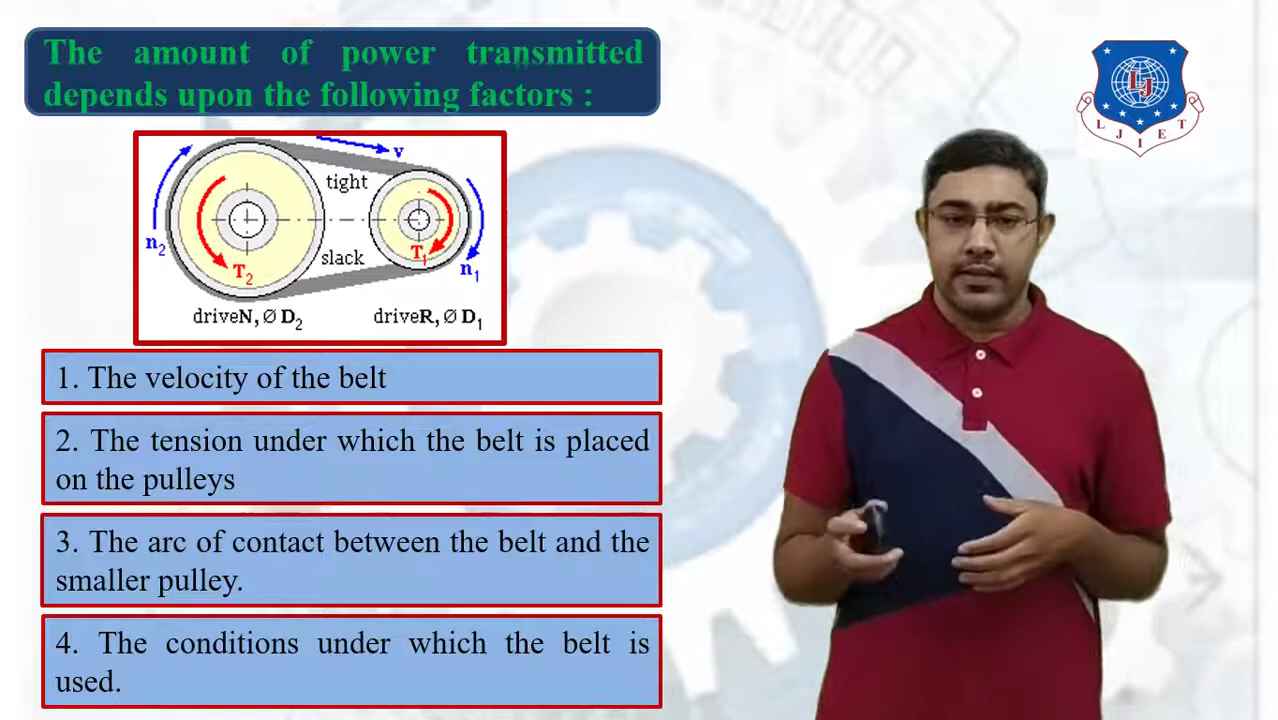 The amount of power transmitted
depends upon the following factors :
L J I E T
LJ
v
tight
n2
T2
T1
slack
n1
driveN, Ø D2
driveR, Ø D1
1. The velocity of the belt
2. The tension under which the belt is placed
on the pulleys
3. The arc of contact between the belt and the
smaller pulley.
4. The conditions under which the belt is
used.